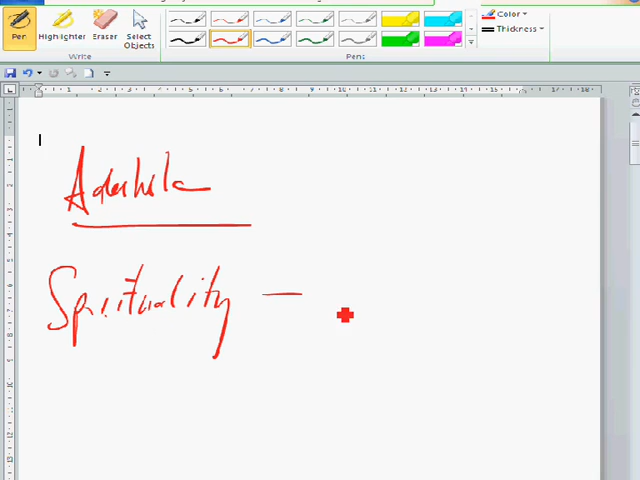 Pen
Highlighter
Eraser
Select Objects
Color
Thickness
Write
Pens
Spirituality —